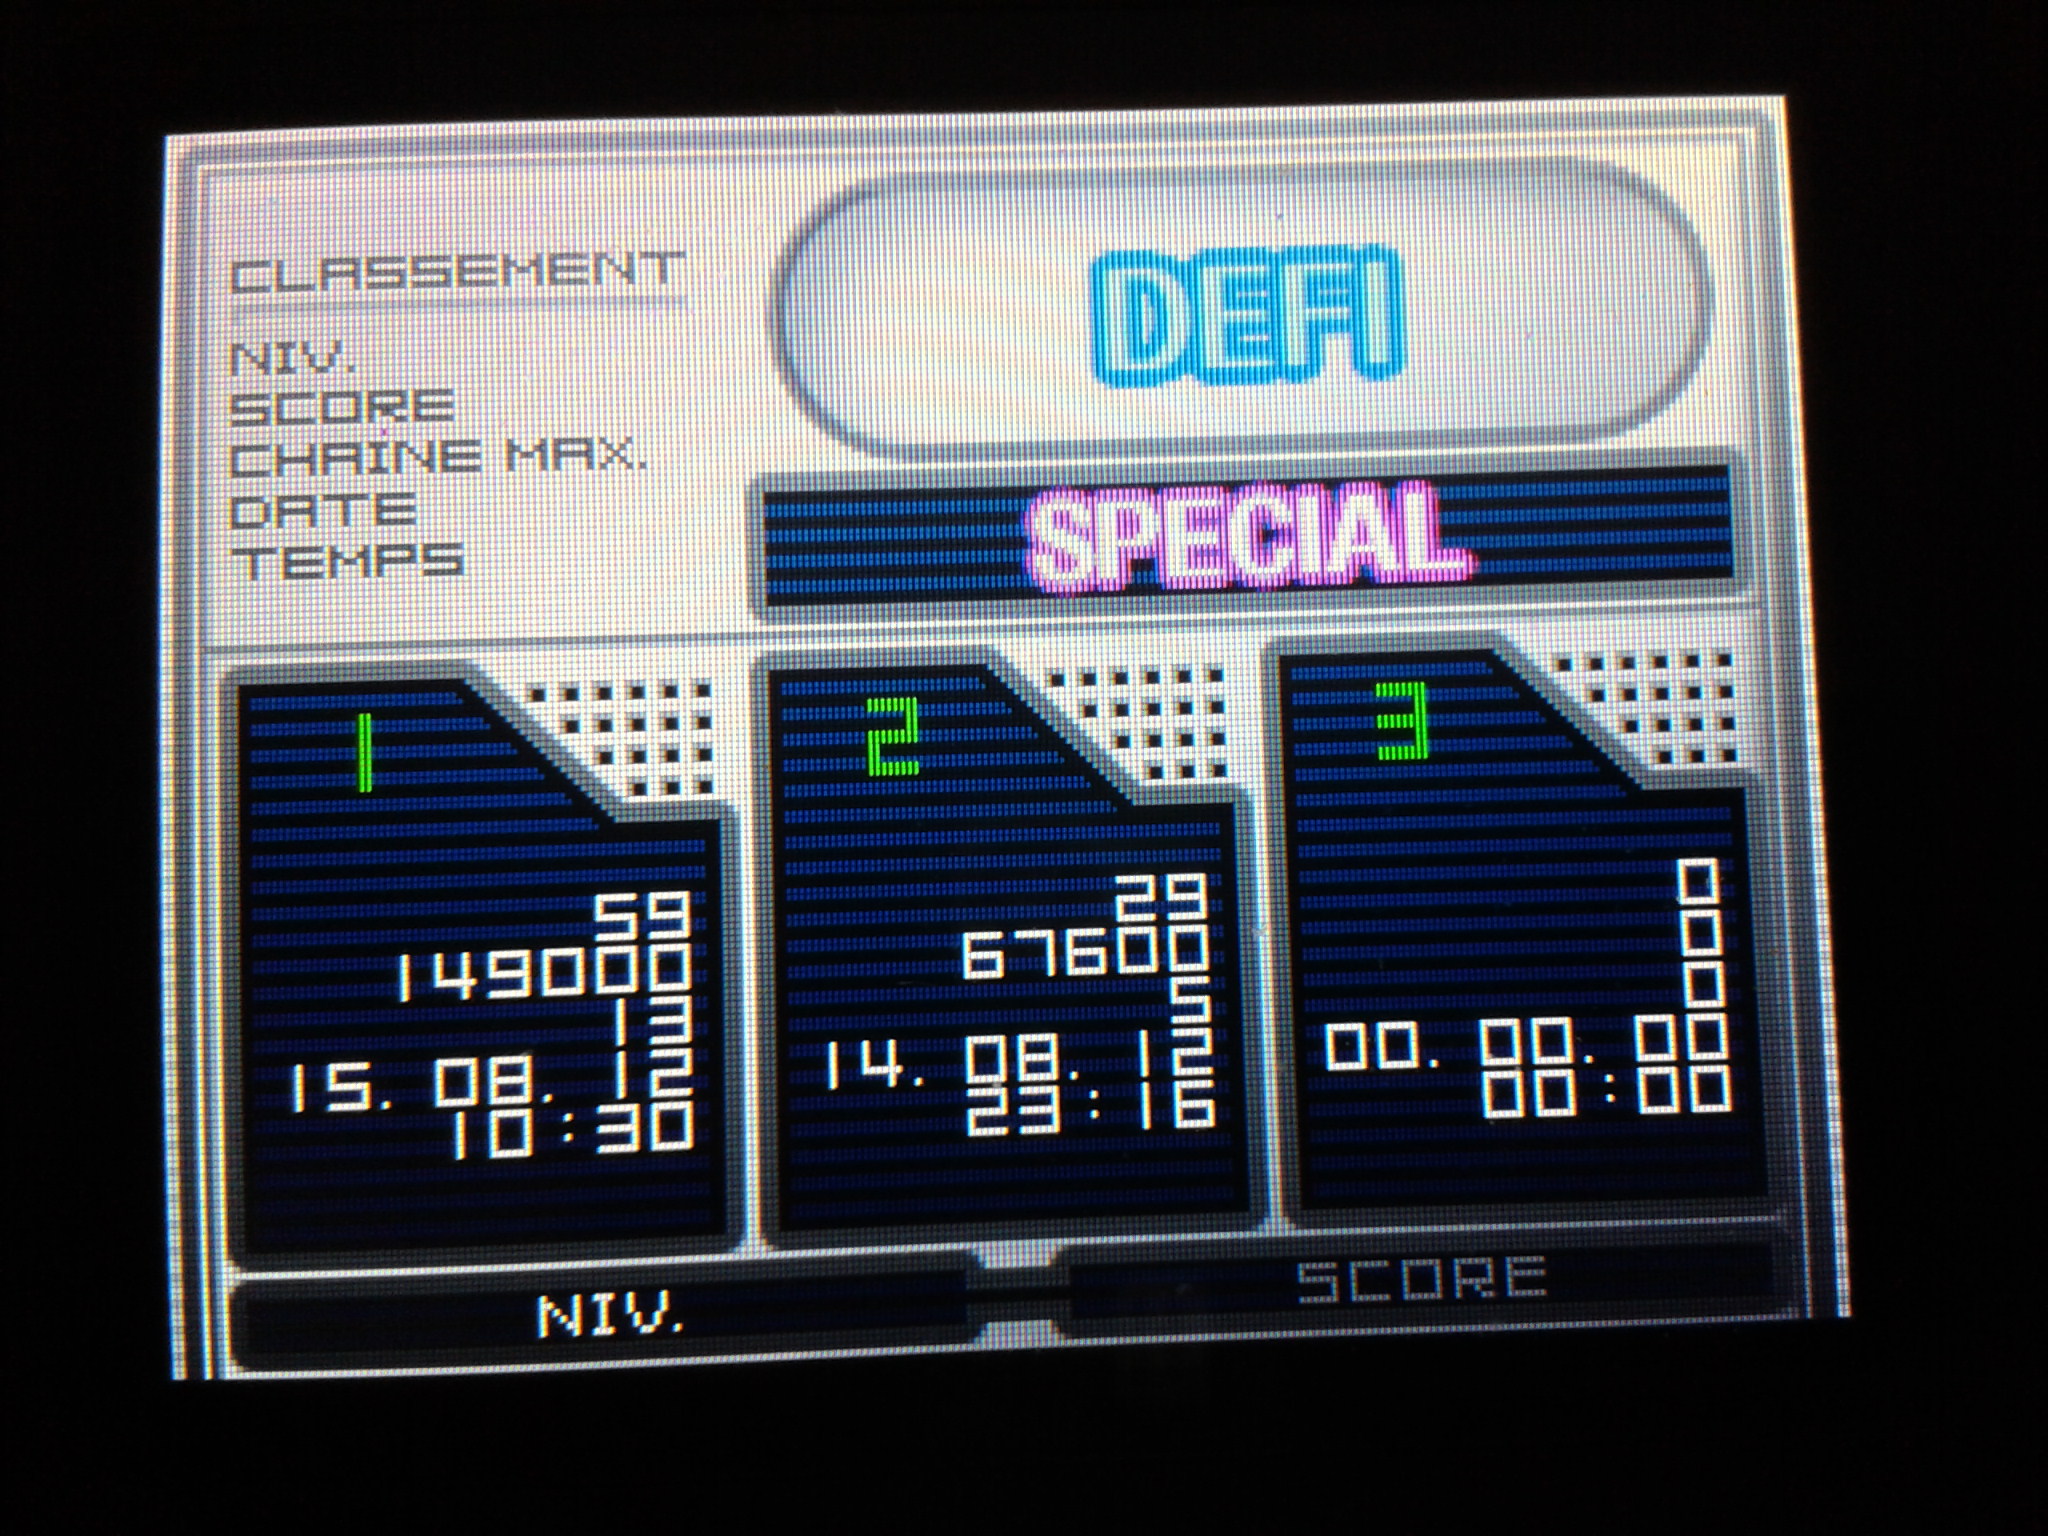 CLASSEMENT
NIV.
SCORE
CHAINE MAX.
DATE
TEMPS
DEFI
SPECIAL
1
59
149000
13
15. 08. 12
10:30
2
29
67600
5
14. 08. 12
23:16
3
0
0
0
00. 00. 00
00:00
NIV.
SCORE